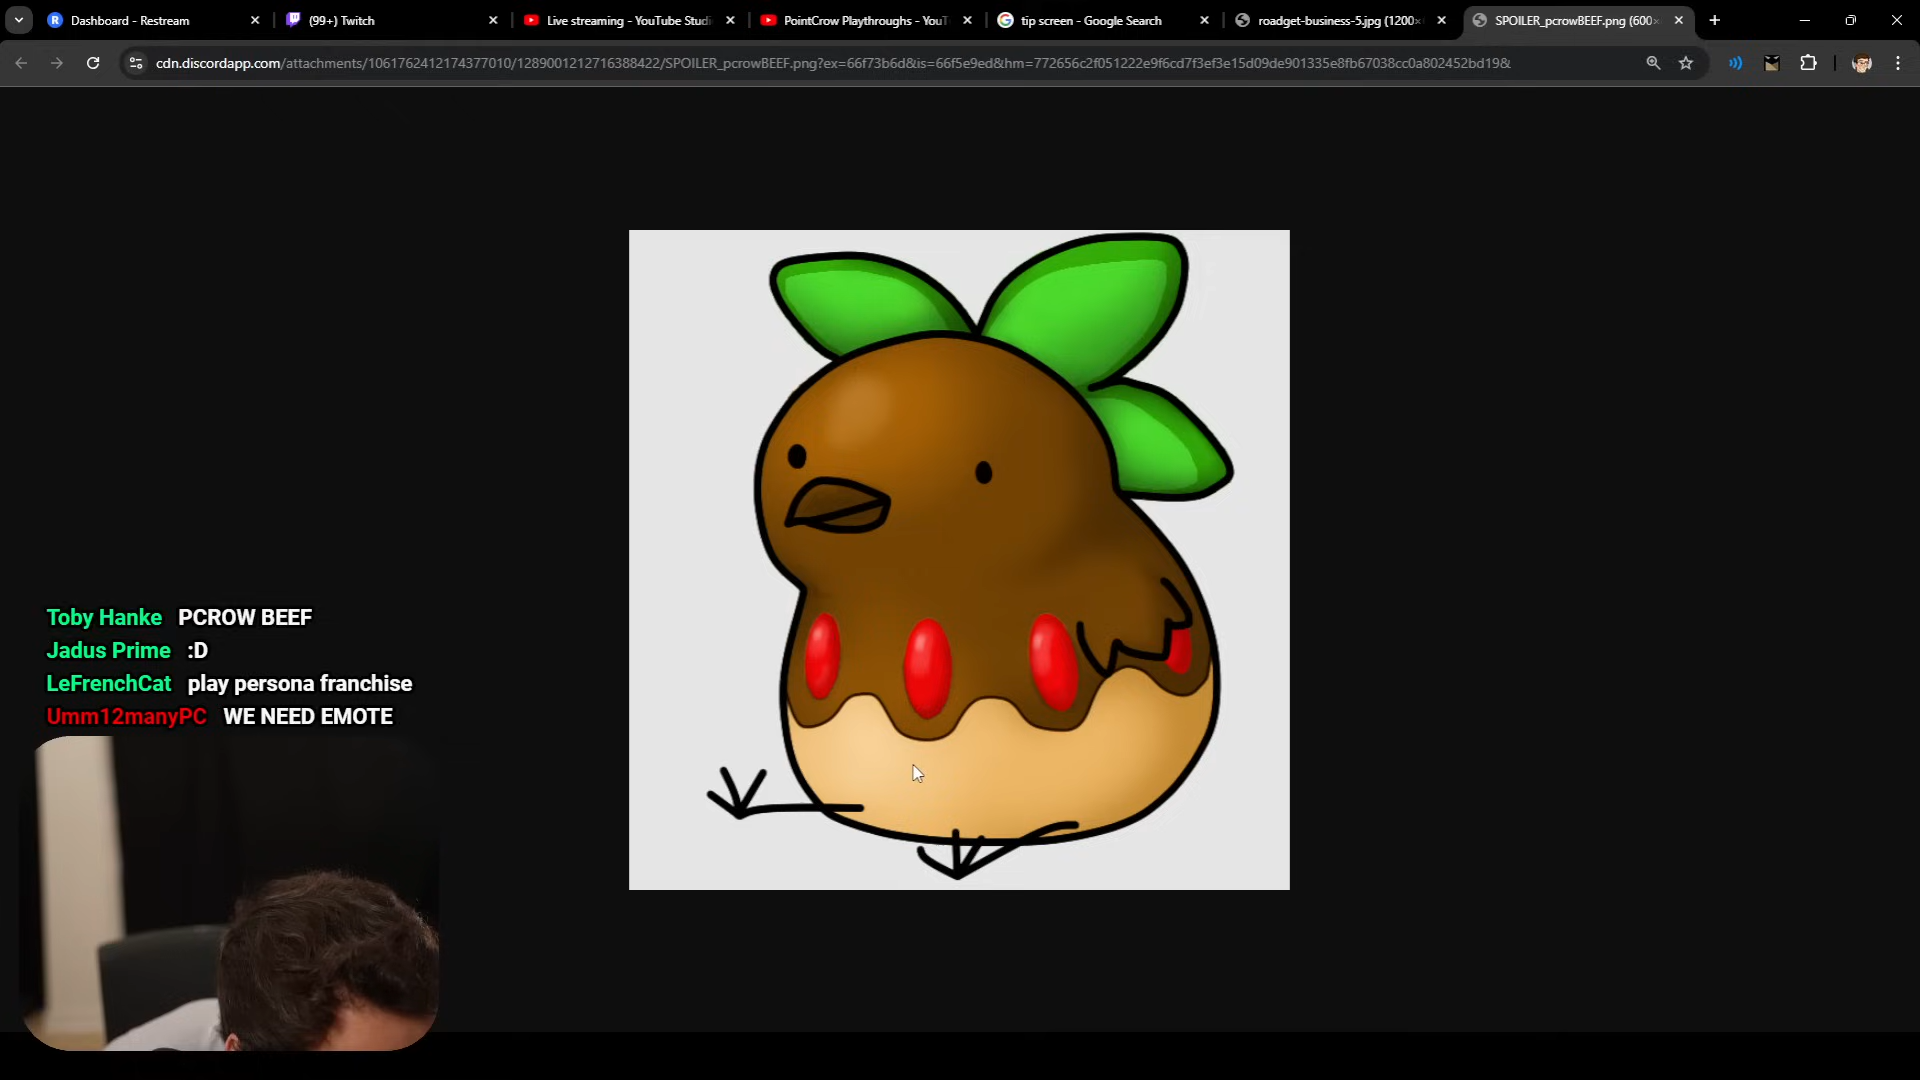 Dashboard - Restream
(99+) Twitch
Live streaming - YouTube Studi
PointCrow Playthroughs - YouT
tip screen - Google Search
roadget-business-5.jpg (1200×
SPOILER_pcrowBEEF.png (600×
cdn.discordapp.com/attachments/1061762412174377010/1289001212716388422/SPOILER_pcrowBEEF.png?ex=66f73b6d&is=66f5e9ed&hm=772656c2f051222e9f6cd7f3ef3e15d09de901335e8fb67038cc0a802452bd19&
Toby Hanke PCROW BEEF
Jadus Prime :D
LeFrenchCat play persona franchise
Umm12manyPC WE NEED EMOTE